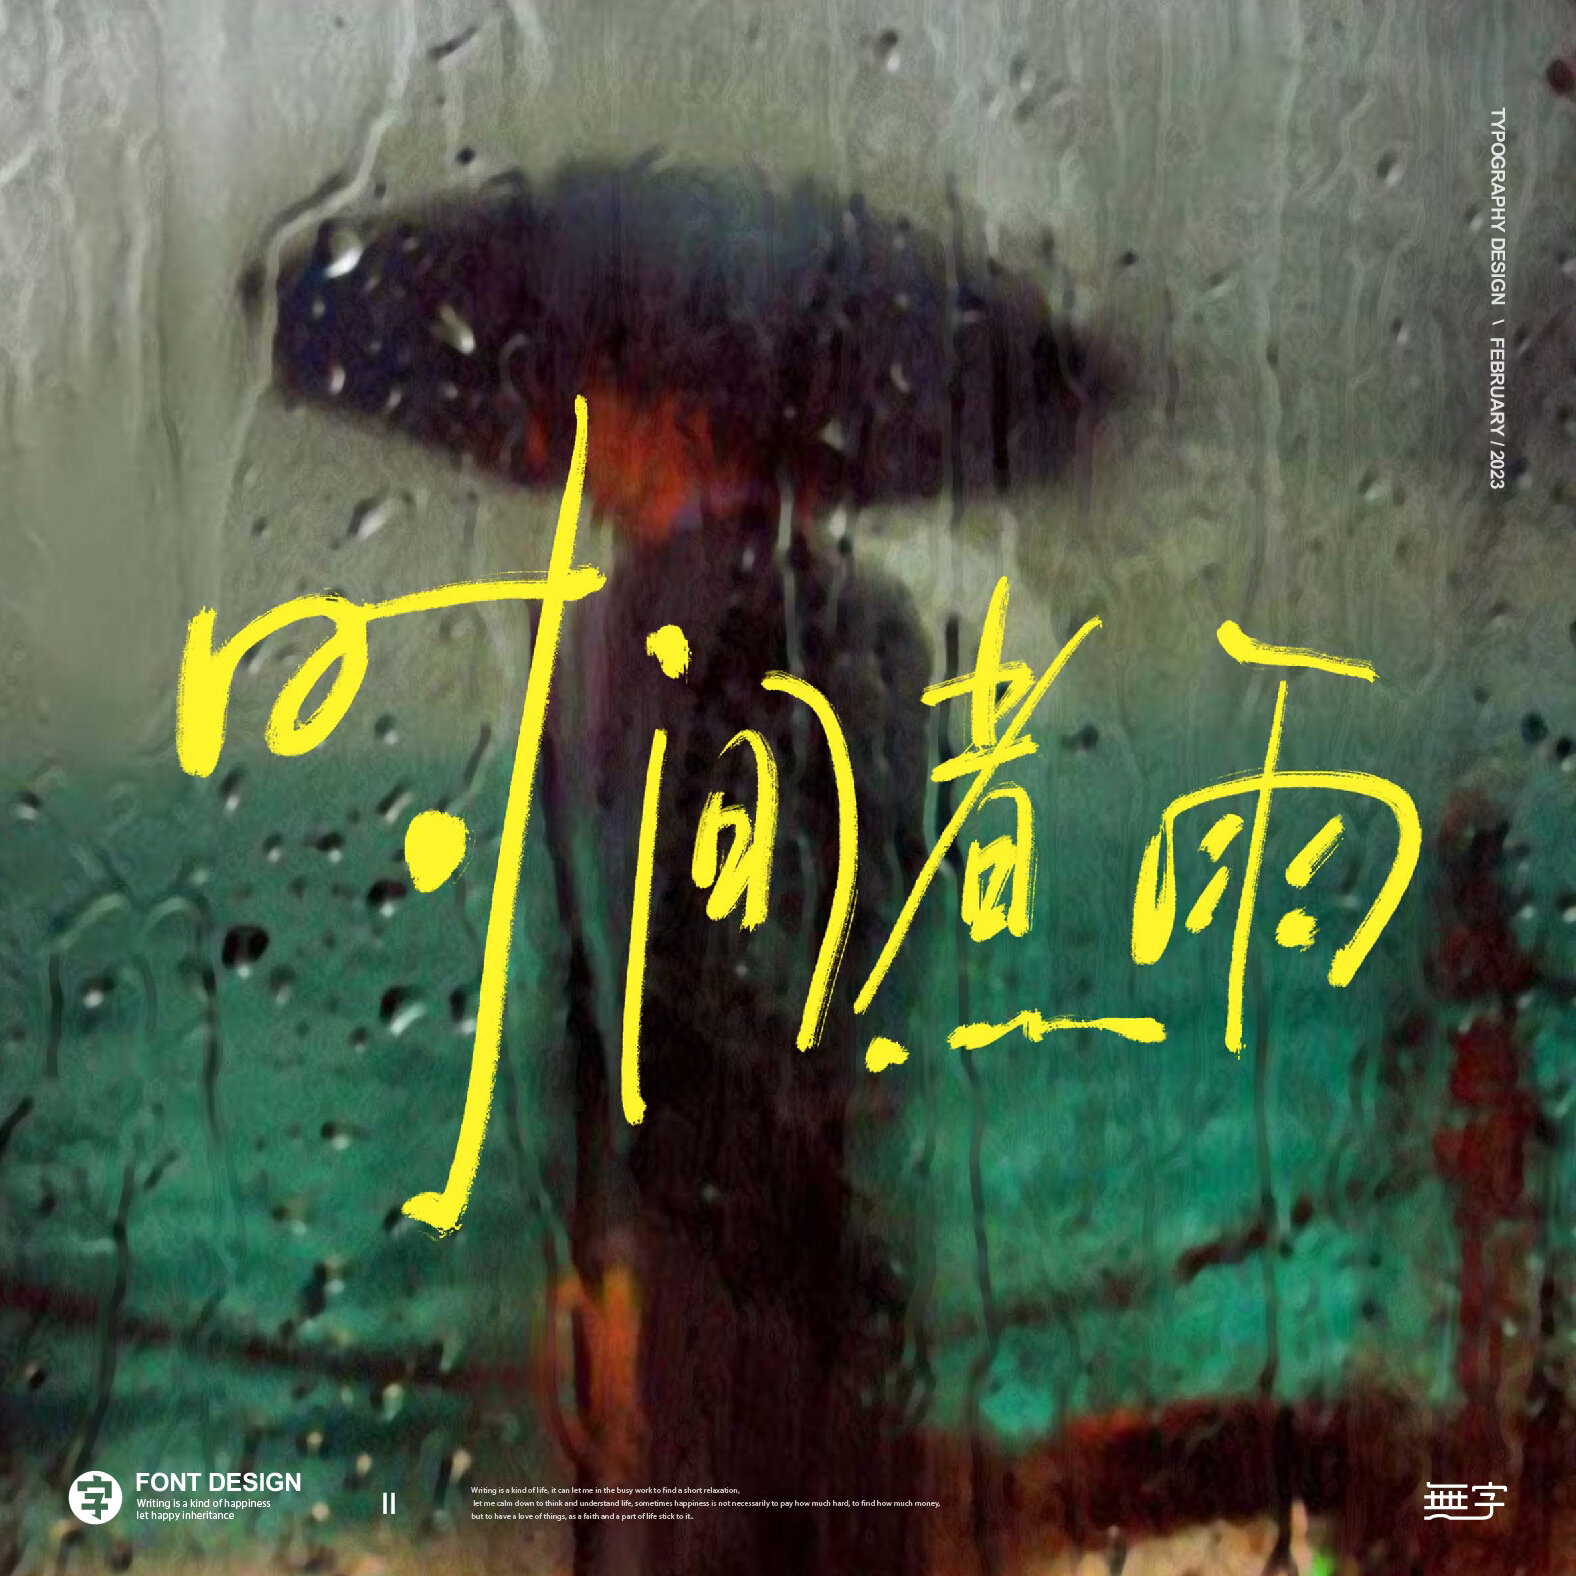 TYPOGRAPHY DESIGN \ FEBRUARY / 2023
时间煮雨
字
FONT DESIGN
Writing is a kind of happiness
let happy inheritance
Writing is a kind of life, it can let me in the busy work to find a short relaxation,
let me calm down to think and understand life, sometimes happiness is not necessarily to pay how much hard, to find how much money,
but to have a love of things, as a faith and a part of life stick to it..
無字